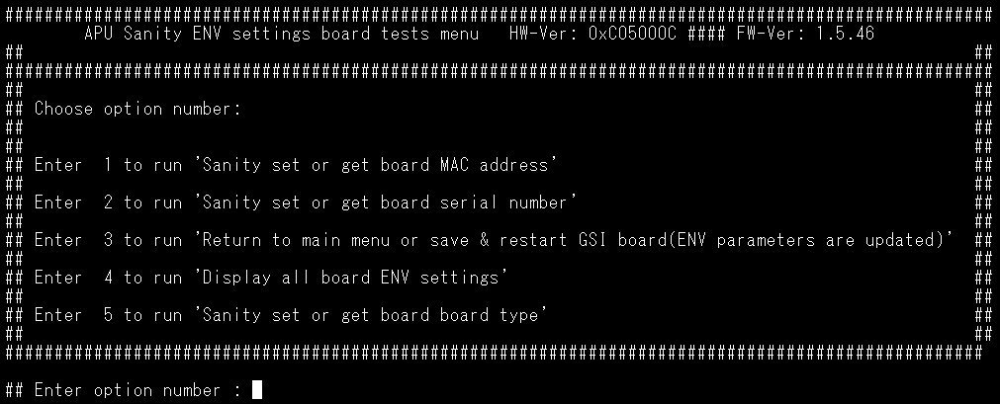 ####################################################################################################
APU Sanity ENV settings board tests menu   HW-Ver: 0xC05000C #### FW-Ver: 1.5.46
##                                                                                                ##
####################################################################################################
##                                                                                                ##
## Choose option number:                                                                          ##
##                                                                                                ##
##                                                                                                ##
## Enter  1 to run 'Sanity set or get board MAC address'                                          ##
##                                                                                                ##
## Enter  2 to run 'Sanity set or get board serial number'                                        ##
##                                                                                                ##
## Enter  3 to run 'Return to main menu or save & restart GSI board(ENV parameters are updated)'  ##
##                                                                                                ##
## Enter  4 to run 'Display all board ENV settings'                                               ##
##                                                                                                ##
## Enter  5 to run 'Sanity set or get board board type'                                           ##
##                                                                                                ##
###################################################################################################
## Enter option number :